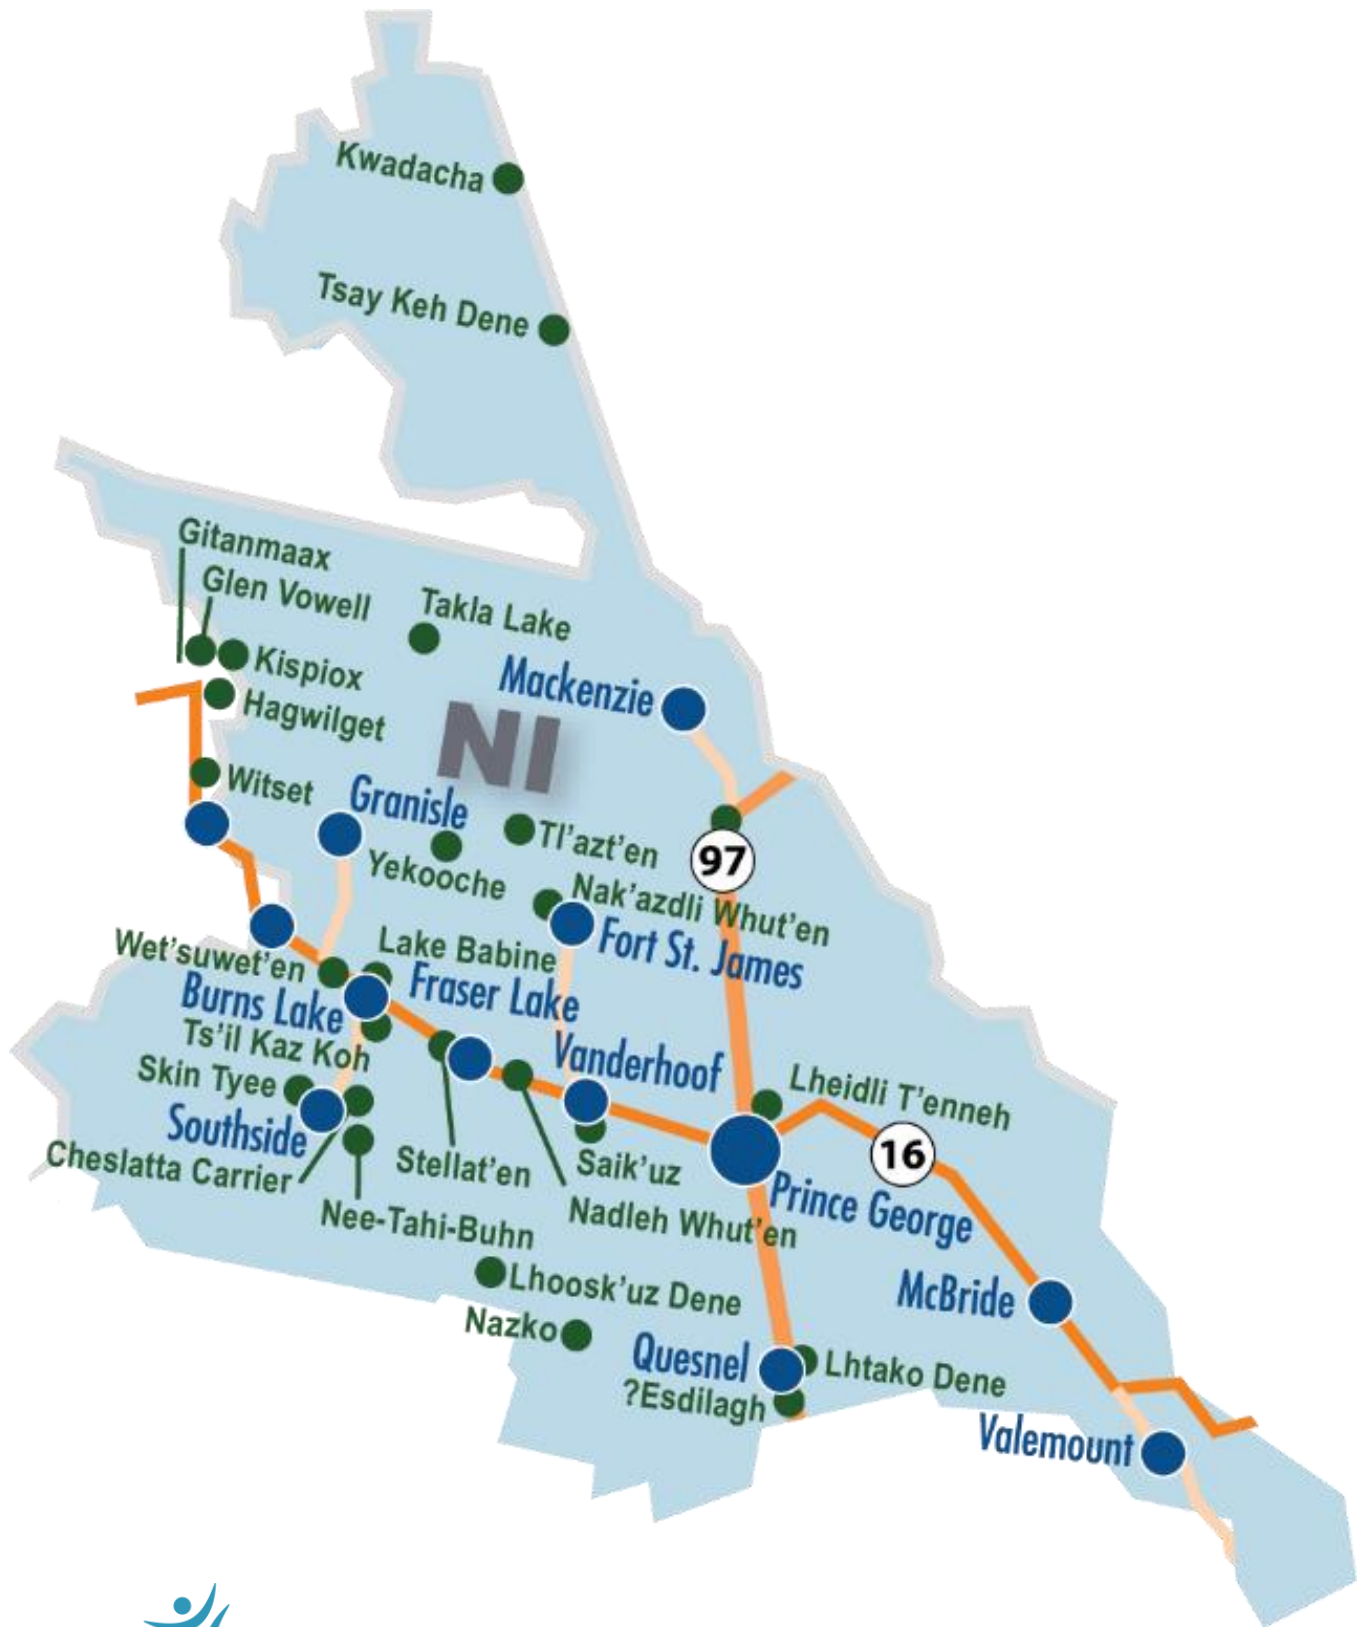 Kwadacha
Tsay Keh Dene
Gitanmaax
Glen Vowell
Takla Lake
Kispiox
Mackenzie
Hagwilget
NI
Witset
Granisle
Tl’azt’en
97
Yekooche
Nak’azdli Whut’en
Fort St. James
Wet’suwet’en
Lake Babine
Fraser Lake
Burns Lake
Ts’il Kaz Koh
Vanderhoof
Skin Tyee
Lheidli T’enneh
Southside
16
Cheslatta Carrier
Stellat’en
Saik’uz
Prince George
Nee-Tahi-Buhn
Nadleh Whut’en
Lhoosk’uz Dene
McBride
Nazko
Quesnel
Lhtako Dene
?Esdilagh
Valemount